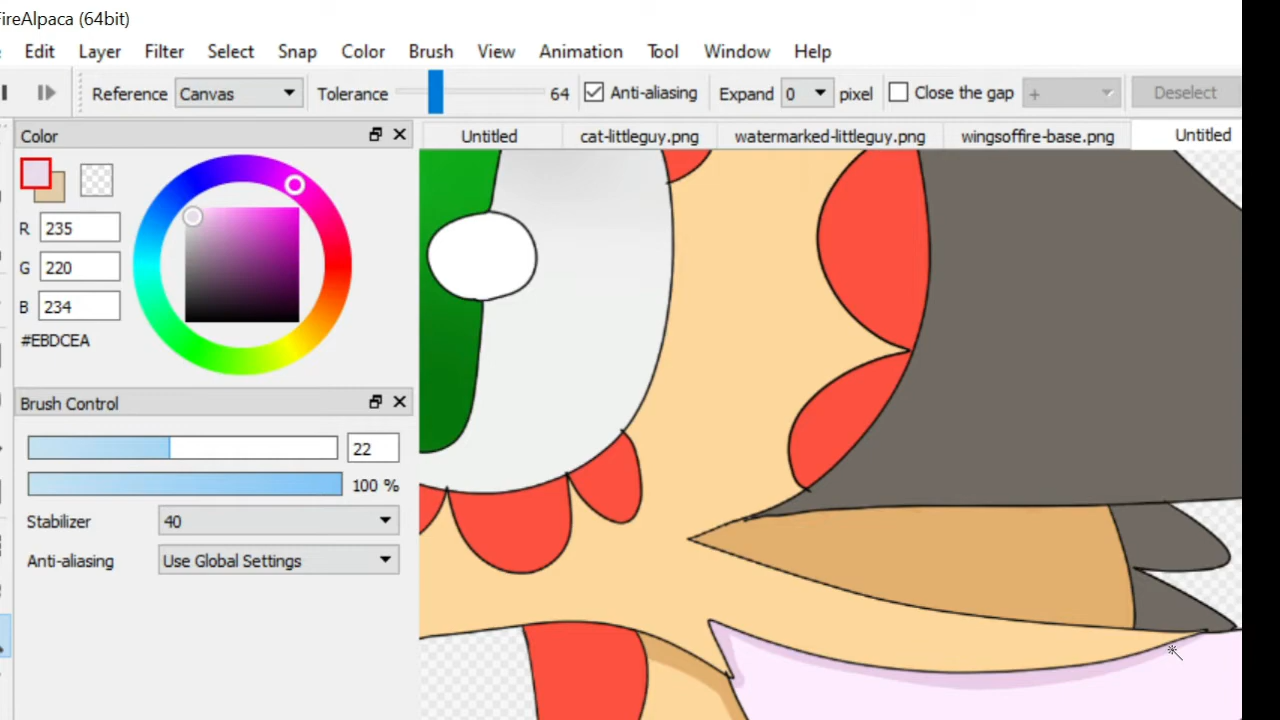 FireAlpaca (64bit)
Edit Layer Filter Select Snap Color Brush View Animation Tool Window Help
Reference Canvas Tolerance 64 Anti-aliasing Expand 0 pixel Close the gap + Deselect
Color
Untitled cat-littleguy.png watermarked-littleguy.png wingsoffire-base.png Untitled
R 235
G 220
B 234
#EBDCEA
Brush Control
22
100 %
Stabilizer 40
Anti-aliasing Use Global Settings